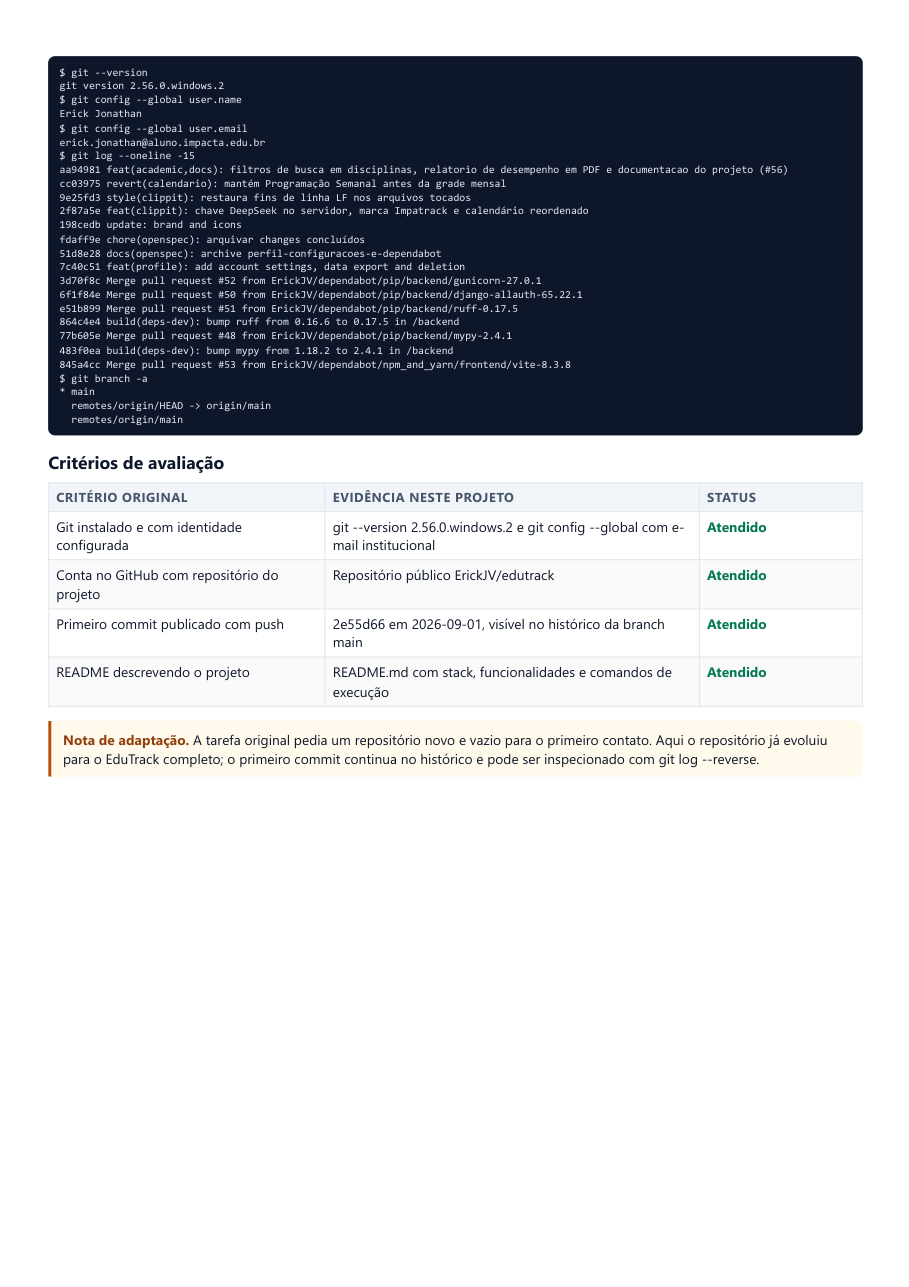 $ git --version
git version 2.56.0.windows.2
$ git config --global user.name
Erick Jonathan
$ git config --global user.email
erick.jonathan@aluno.impacta.edu.br
$ git log --oneline -15
aa94981 feat(academic,docs): filtros de busca em disciplinas, relatorio de desempenho em PDF e documentacao do projeto (#56)
cc03975 revert(calendario): mantém Programação Semanal antes da grade mensal
9e25fd3 style(clippit): restaura fins de linha LF nos arquivos tocados
2f87a5e feat(clippit): chave DeepSeek no servidor, marca Impatrack e calendário reordenado
198cedb update: brand and icons
fdaff9e chore(openspec): arquivar changes concluídos
51d8e28 docs(openspec): archive perfil-configuracoes-e-dependabot
7c40c51 feat(profile): add account settings, data export and deletion
3d70f8c Merge pull request #52 from ErickJV/dependabot/pip/backend/gunicorn-27.0.1
6f1f84e Merge pull request #50 from ErickJV/dependabot/pip/backend/django-allauth-65.22.1
e51b899 Merge pull request #51 from ErickJV/dependabot/pip/backend/ruff-0.17.5
864c4e4 build(deps-dev): bump ruff from 0.16.6 to 0.17.5 in /backend
77b605e Merge pull request #48 from ErickJV/dependabot/pip/backend/mypy-2.4.1
483f0ea build(deps-dev): bump mypy from 1.18.2 to 2.4.1 in /backend
845a4cc Merge pull request #53 from ErickJV/dependabot/npm_and_yarn/frontend/vite-8.3.8
$ git branch -a
* main
  remotes/origin/HEAD -> origin/main
  remotes/origin/main
Critérios de avaliação
CRITÉRIO ORIGINAL EVIDÊNCIA NESTE PROJETO STATUS
Git instalado e com identidade
configurada
git --version 2.56.0.windows.2 e git config --global com e-
mail institucional
Atendido
Conta no GitHub com repositório do
projeto
Repositório público ErickJV/edutrack
Atendido
Primeiro commit publicado com push
2e55d66 em 2026-09-01, visível no histórico da branch
main
Atendido
README descrevendo o projeto
README.md com stack, funcionalidades e comandos de
execução
Atendido
Nota de adaptação. A tarefa original pedia um repositório novo e vazio para o primeiro contato. Aqui o repositório já evoluiu
para o EduTrack completo; o primeiro commit continua no histórico e pode ser inspecionado com git log --reverse.